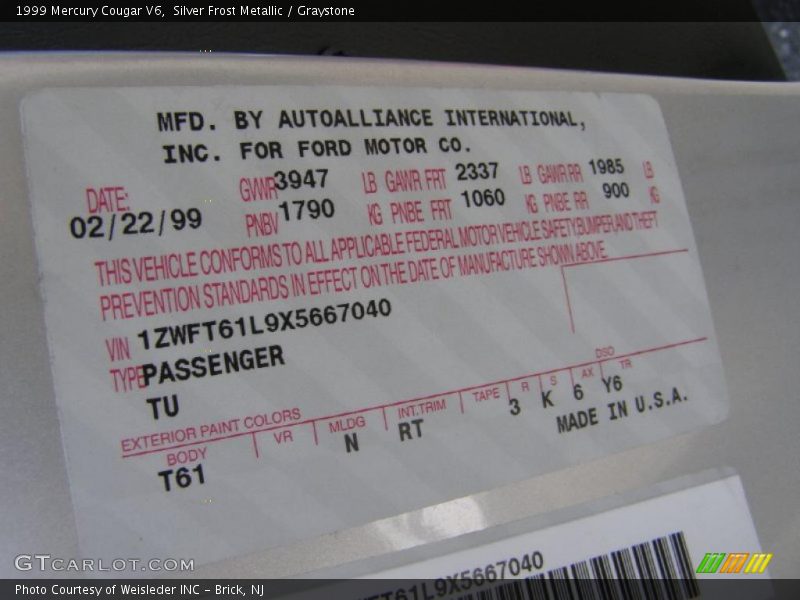 1999 Mercury Cougar V6, Silver Frost Metallic / Graystone
MFD. BY AUTOALLIANCE INTERNATIONAL,
INC. FOR FORD MOTOR CO.
DATE: GVWR 3947 LB GAWR FRT 2337 LB GAWR RR 1985 LB
02/22/99 PNBV 1790 KG PNBE FRT 1060 KG PNBE RR 900 KG
THIS VEHICLE CONFORMS TO ALL APPLICABLE FEDERAL MOTOR VEHICLE SAFETY BUMPER, AND THEFT
PREVENTION STANDARDS IN EFFECT ON THE DATE OF MANUFACTURE SHOWN ABOVE.
VIN 1ZWFT61L9X5667040
TYPE PASSENGER
TU
DSO
EXTERIOR PAINT COLORS
BODY VR MLDG INT. TRIM TAPE R S AX TR
T61 N RT 3 K 6 Y6
MADE IN U.S.A.
FT61L9X5667040
GTCARLOT.COM
Photo Courtesy of Weisleder INC – Brick, NJ